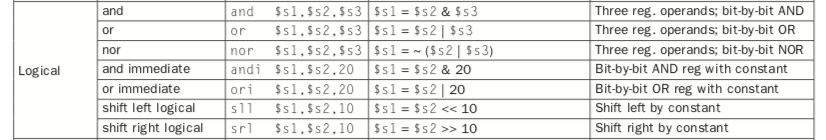 and and $s1,$s2,$s3 $s1 = $s2 & $s3 Three reg. operands; bit-by-bit AND
or or $s1,$s2,$s3 $s1 = $s2 | $s3 Three reg. operands; bit-by-bit OR
nor nor $s1,$s2,$s3 $s1 = ~ ($s2 | $s3) Three reg. operands; bit-by-bit NOR
Logical and immediate andi $s1,$s2,20 $s1 = $s2 & 20 Bit-by-bit AND reg with constant
or immediate ori $s1,$s2,20 $s1 = $s2 | 20 Bit-by-bit OR reg with constant
shift left logical sll $s1,$s2,10 $s1 = $s2 << 10 Shift left by constant
shift right logical srl $s1,$s2,10 $s1 = $s2 >> 10 Shift right by constant